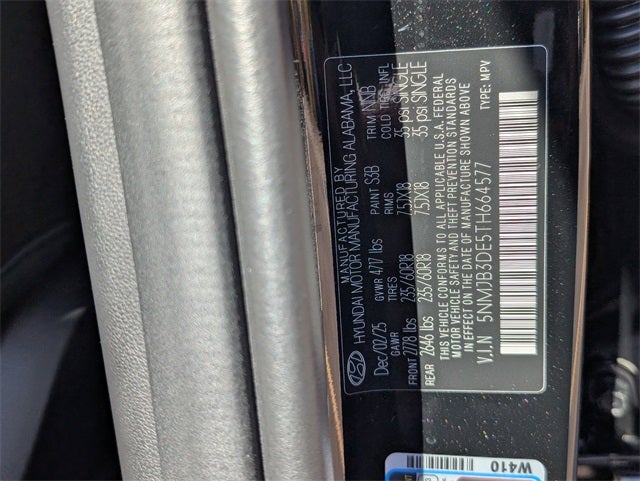 MANUFACTURED BY
HYUNDAI MOTOR MANUFACTURING ALABAMA, LLC
Dec/02/25 GVWR 4717 lbs PAINT S3B TRIM NNB
GAWR TIRES RIMS COLD TIRE INFL
FRONT 2778 lbs 235/60R18 7.5JX18 35 psi SINGLE
REAR 2646 lbs 235/60R18 7.5JX18 35 psi SINGLE
THIS VEHICLE CONFORMS TO ALL APPLICABLE U.S.A. FEDERAL
MOTOR VEHICLE SAFETY AND THEFT PREVENTION STANDARDS
IN EFFECT ON THE DATE OF MANUFACTURE SHOWN ABOVE
V.I.N 5NMJB3DE5TH664577 TYPE: MPV
W410